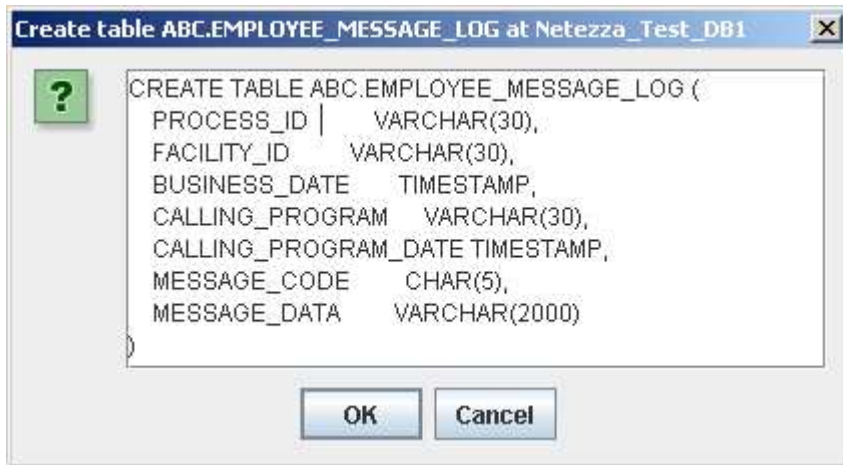 Create table ABC.EMPLOYEE_MESSAGE_LOG at Netezza_Test_DB1
?
CREATE TABLE ABC.EMPLOYEE_MESSAGE_LOG (
PROCESS_ID VARCHAR(30),
FACILITY_ID VARCHAR(30),
BUSINESS_DATE TIMESTAMP,
CALLING_PROGRAM VARCHAR(30),
CALLING_PROGRAM_DATE TIMESTAMP,
MESSAGE_CODE CHAR(5),
MESSAGE_DATA VARCHAR(2000)
)
OK Cancel